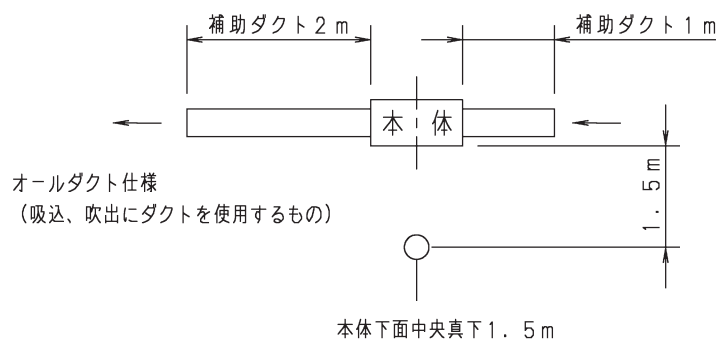 補助ダクト2m
補助ダクト1m
本 体
1.5m
オールダクト仕様
(吸込、吹出にダクトを使用するもの)
本体下面中央真下1.5m